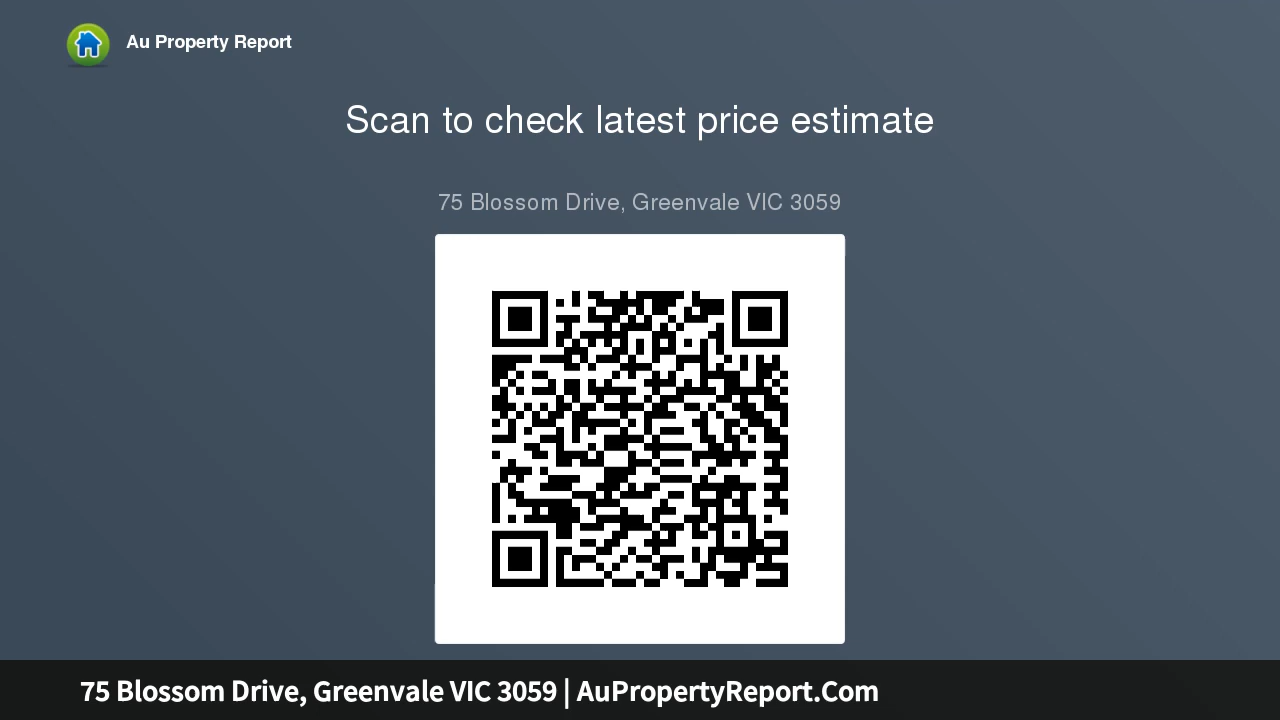 Au Property Report
Scan to check latest price estimate
75 Blossom Drive, Greenvale VIC 3059
75 Blossom Drive, Greenvale VIC 3059 | AuPropertyReport.Com